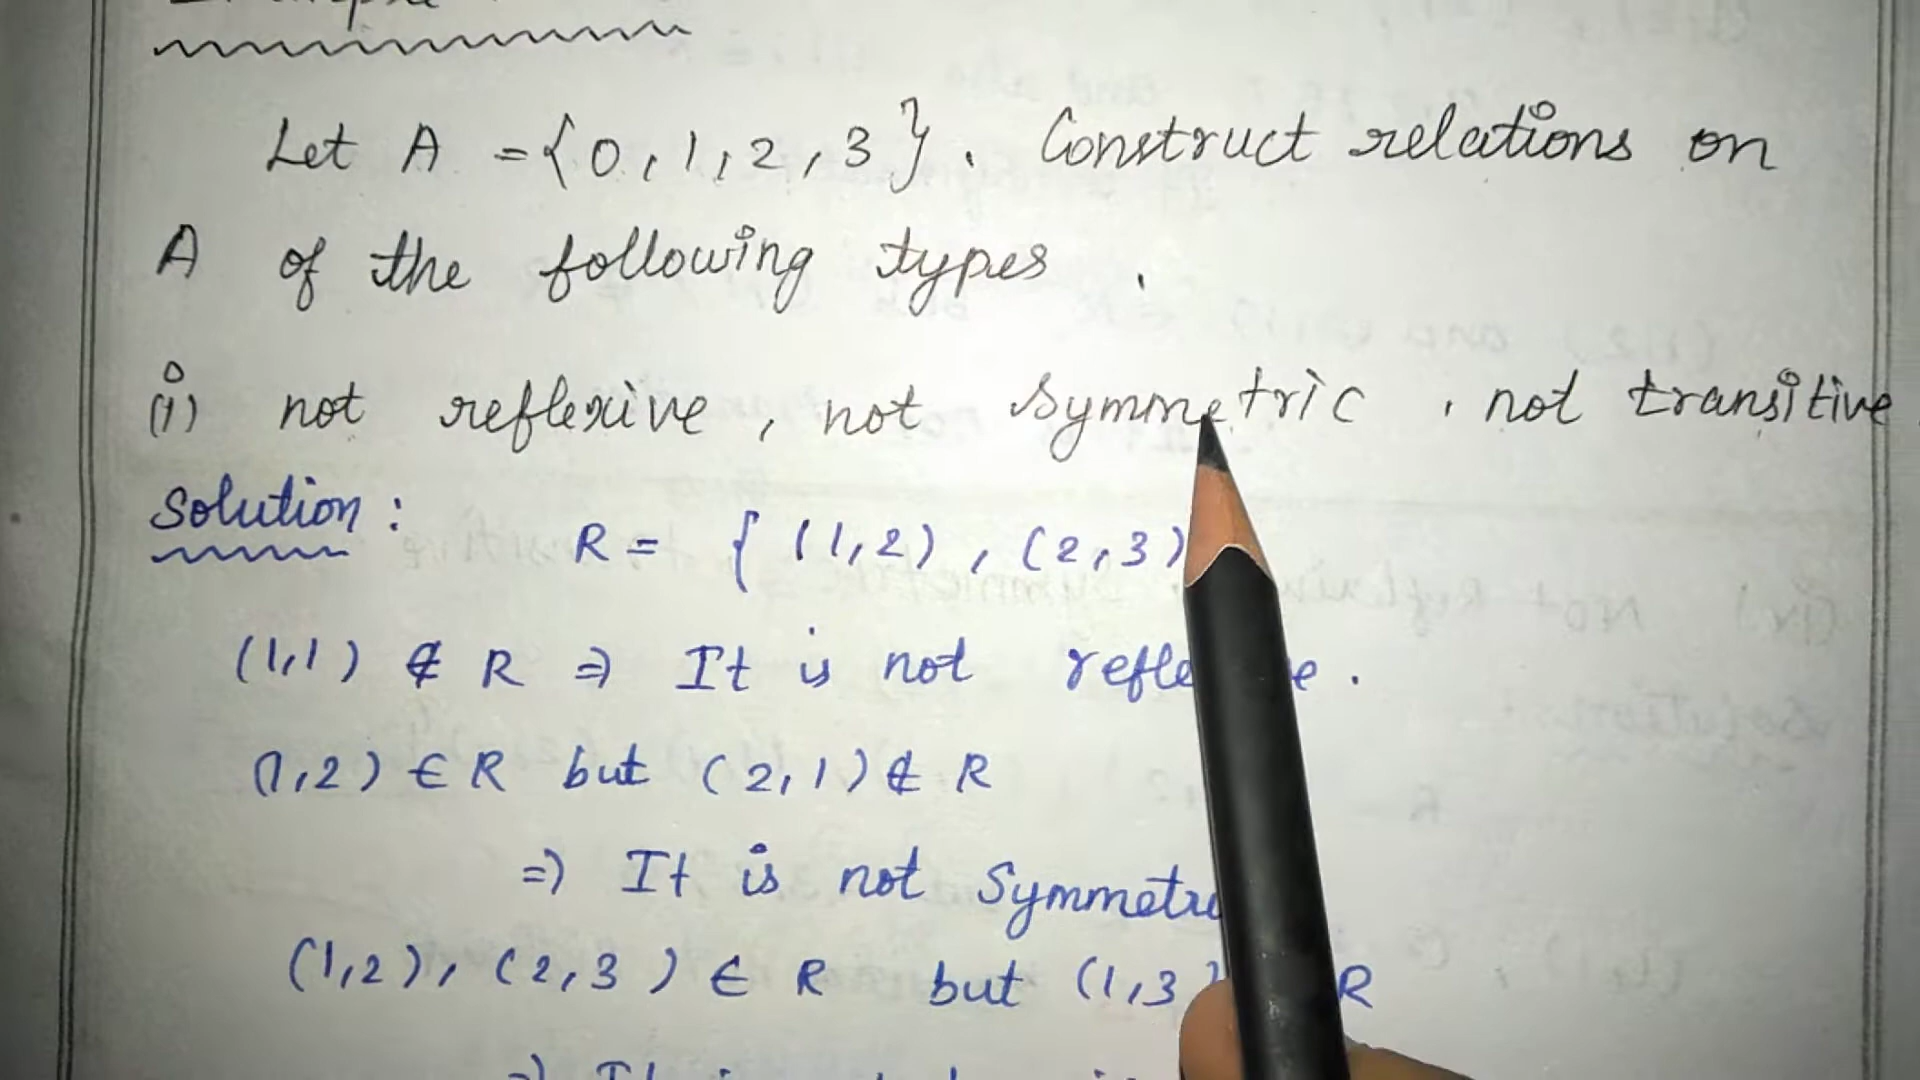 Let A = {0, 1, 2, 3}. Construct relations on
A of the following types.
(i) not reflexive, not symmetric, not transitive
Solution:
R = { (1,2), (2,3)
(1,1) ∉ R ⇒ It is not
(1,2) ∈ R but (2,1) ∉ R
⇒ It is not
(1,2), (2,3) ∈ R but (1,3) R